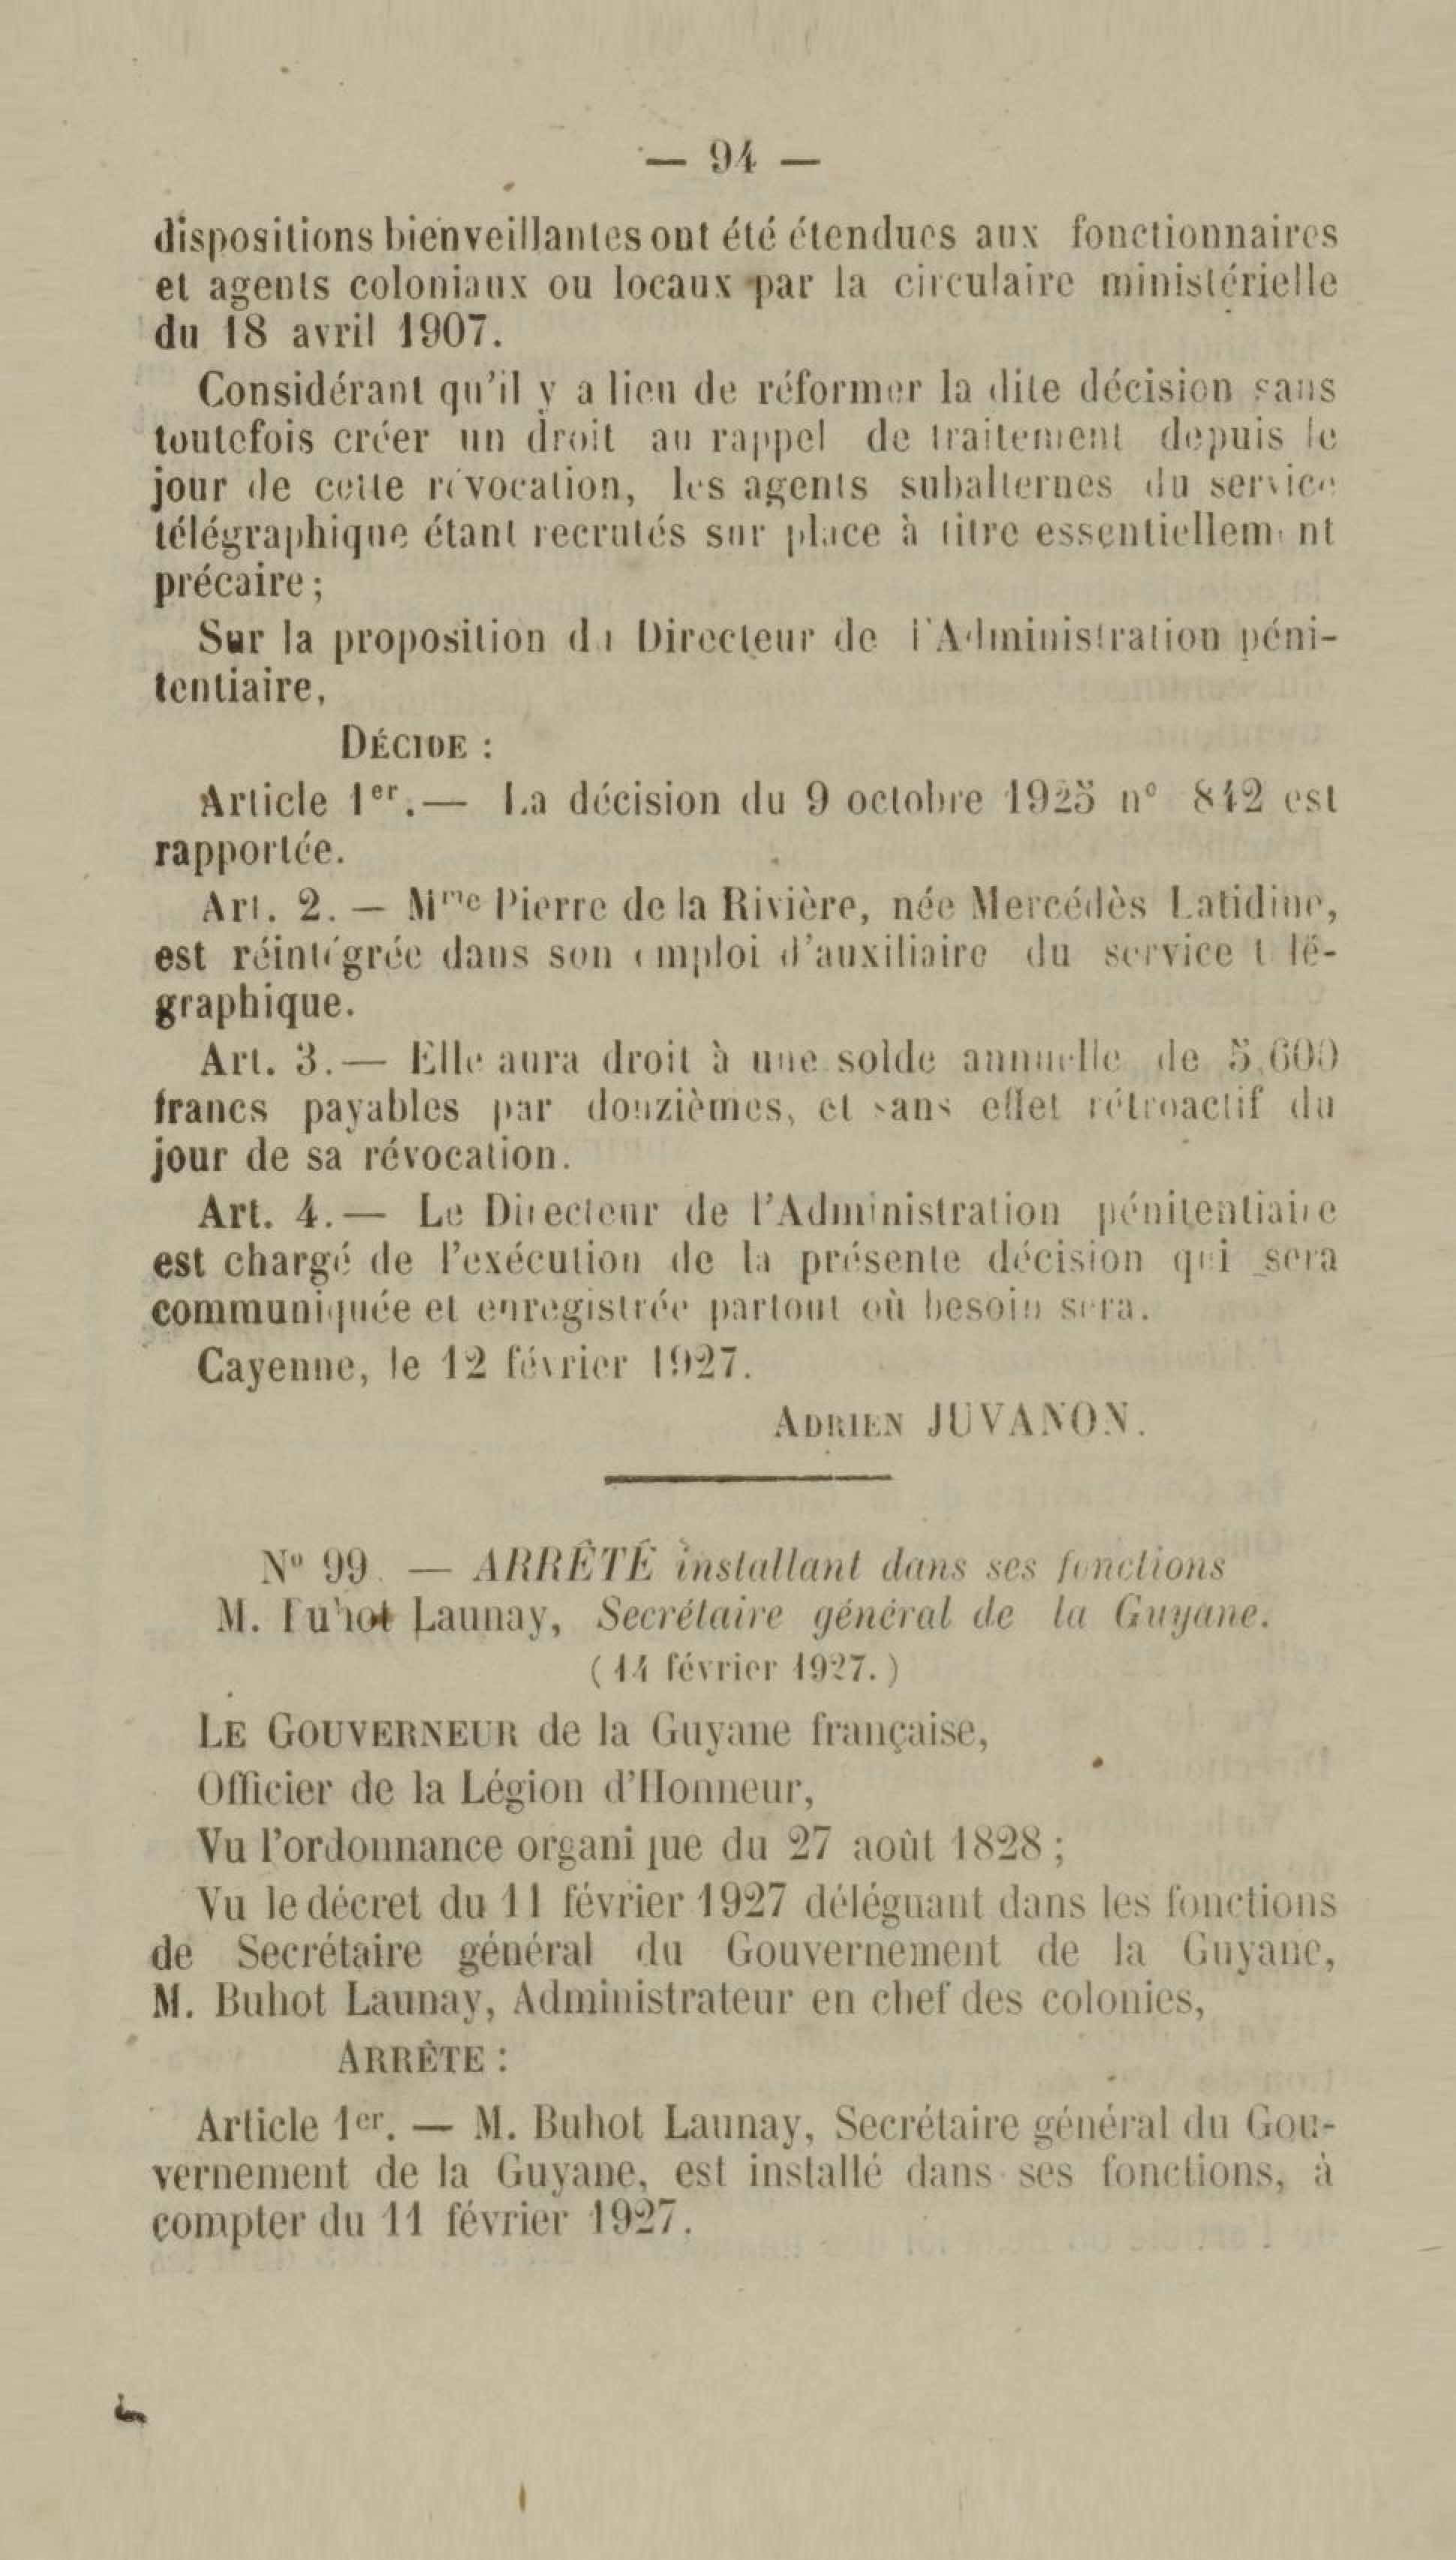 — 94 —
dispositions bienveillantes ont été étendues aux fonctionnaires
et agents coloniaux ou locaux par la circulaire ministérielle
du 18 avril 1907.
Considérant qu'il y a lieu de réformer la dite décision sans
toutefois créer un droit au rappel de traitement depuis le
jour de cette révocation, les agents subalternes du service
télégraphique étant recrutés sur place à titre essentiellement
précaire ;
Sur la proposition du Directeur de l'Administration péni-
tentiaire,
DÉCIDE :
Article 1er. — La décision du 9 octobre 1925 n° 842 est
rapportée.
Art. 2. — Mme Pierre de la Rivière, née Mercédès Latidine,
est réintégrée dans son emploi d'auxiliaire du service télé-
graphique.
Art. 3. — Elle aura droit à une solde annuelle de 5.600
francs payables par douzièmes, et sans effet rétroactif du
jour de sa révocation.
Art. 4. — Le Directeur de l'Administration pénitentiaire
est chargé de l'exécution de la présente décision qui sera
communiquée et enregistrée partout où besoin sera.
Cayenne, le 12 février 1927.
ADRIEN JUVANON.
N° 99. — ARRÊTÉ installant dans ses fonctions
M. Buhot Launay, Secrétaire général de la Guyane.
(14 février 1927.)
LE GOUVERNEUR de la Guyane française,
Officier de la Légion d'Honneur,
Vu l'ordonnance organique du 27 août 1828 ;
Vu le décret du 11 février 1927 déléguant dans les fonctions
de Secrétaire général du Gouvernement de la Guyane,
M. Buhot Launay, Administrateur en chef des colonies,
ARRÊTE :
Article 1er. — M. Buhot Launay, Secrétaire général du Gou-
vernement de la Guyane, est installé dans ses fonctions, à
compter du 11 février 1927.